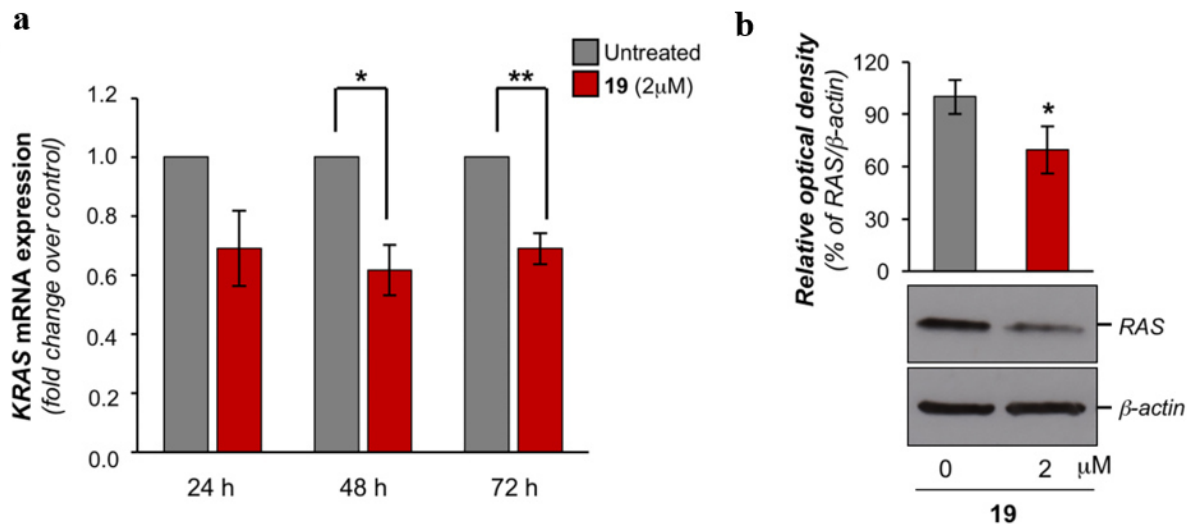 a
Untreated
19 (2μM)
KRAS mRNA expression
(fold change over control)
1.2
1.0
0.8
0.6
0.4
0.2
0.0
*
**
24 h
48 h
72 h
b
Relative optical density
(% of RAS/β-actin)
120
90
60
30
0
*
RAS
β-actin
0 2 μM
19